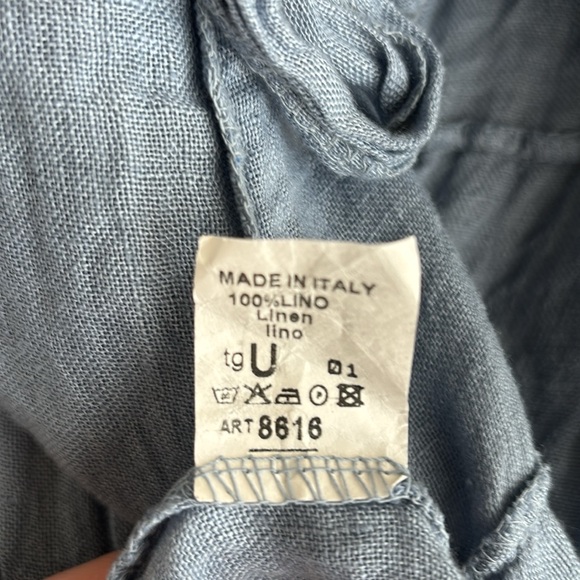 MADE IN ITALY
100%LINO
Linen
lino
tg U 01
ART 8616